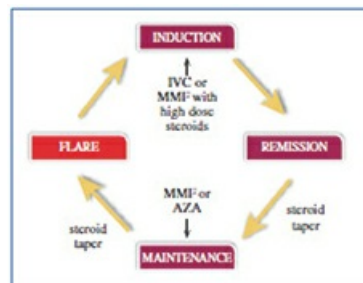 INDUCTION
IVC or
MMF with
high dose
steroids
FLARE
REMISSION
MMF or
AZA
steroid
taper
steroid
taper
MAINTENANCE